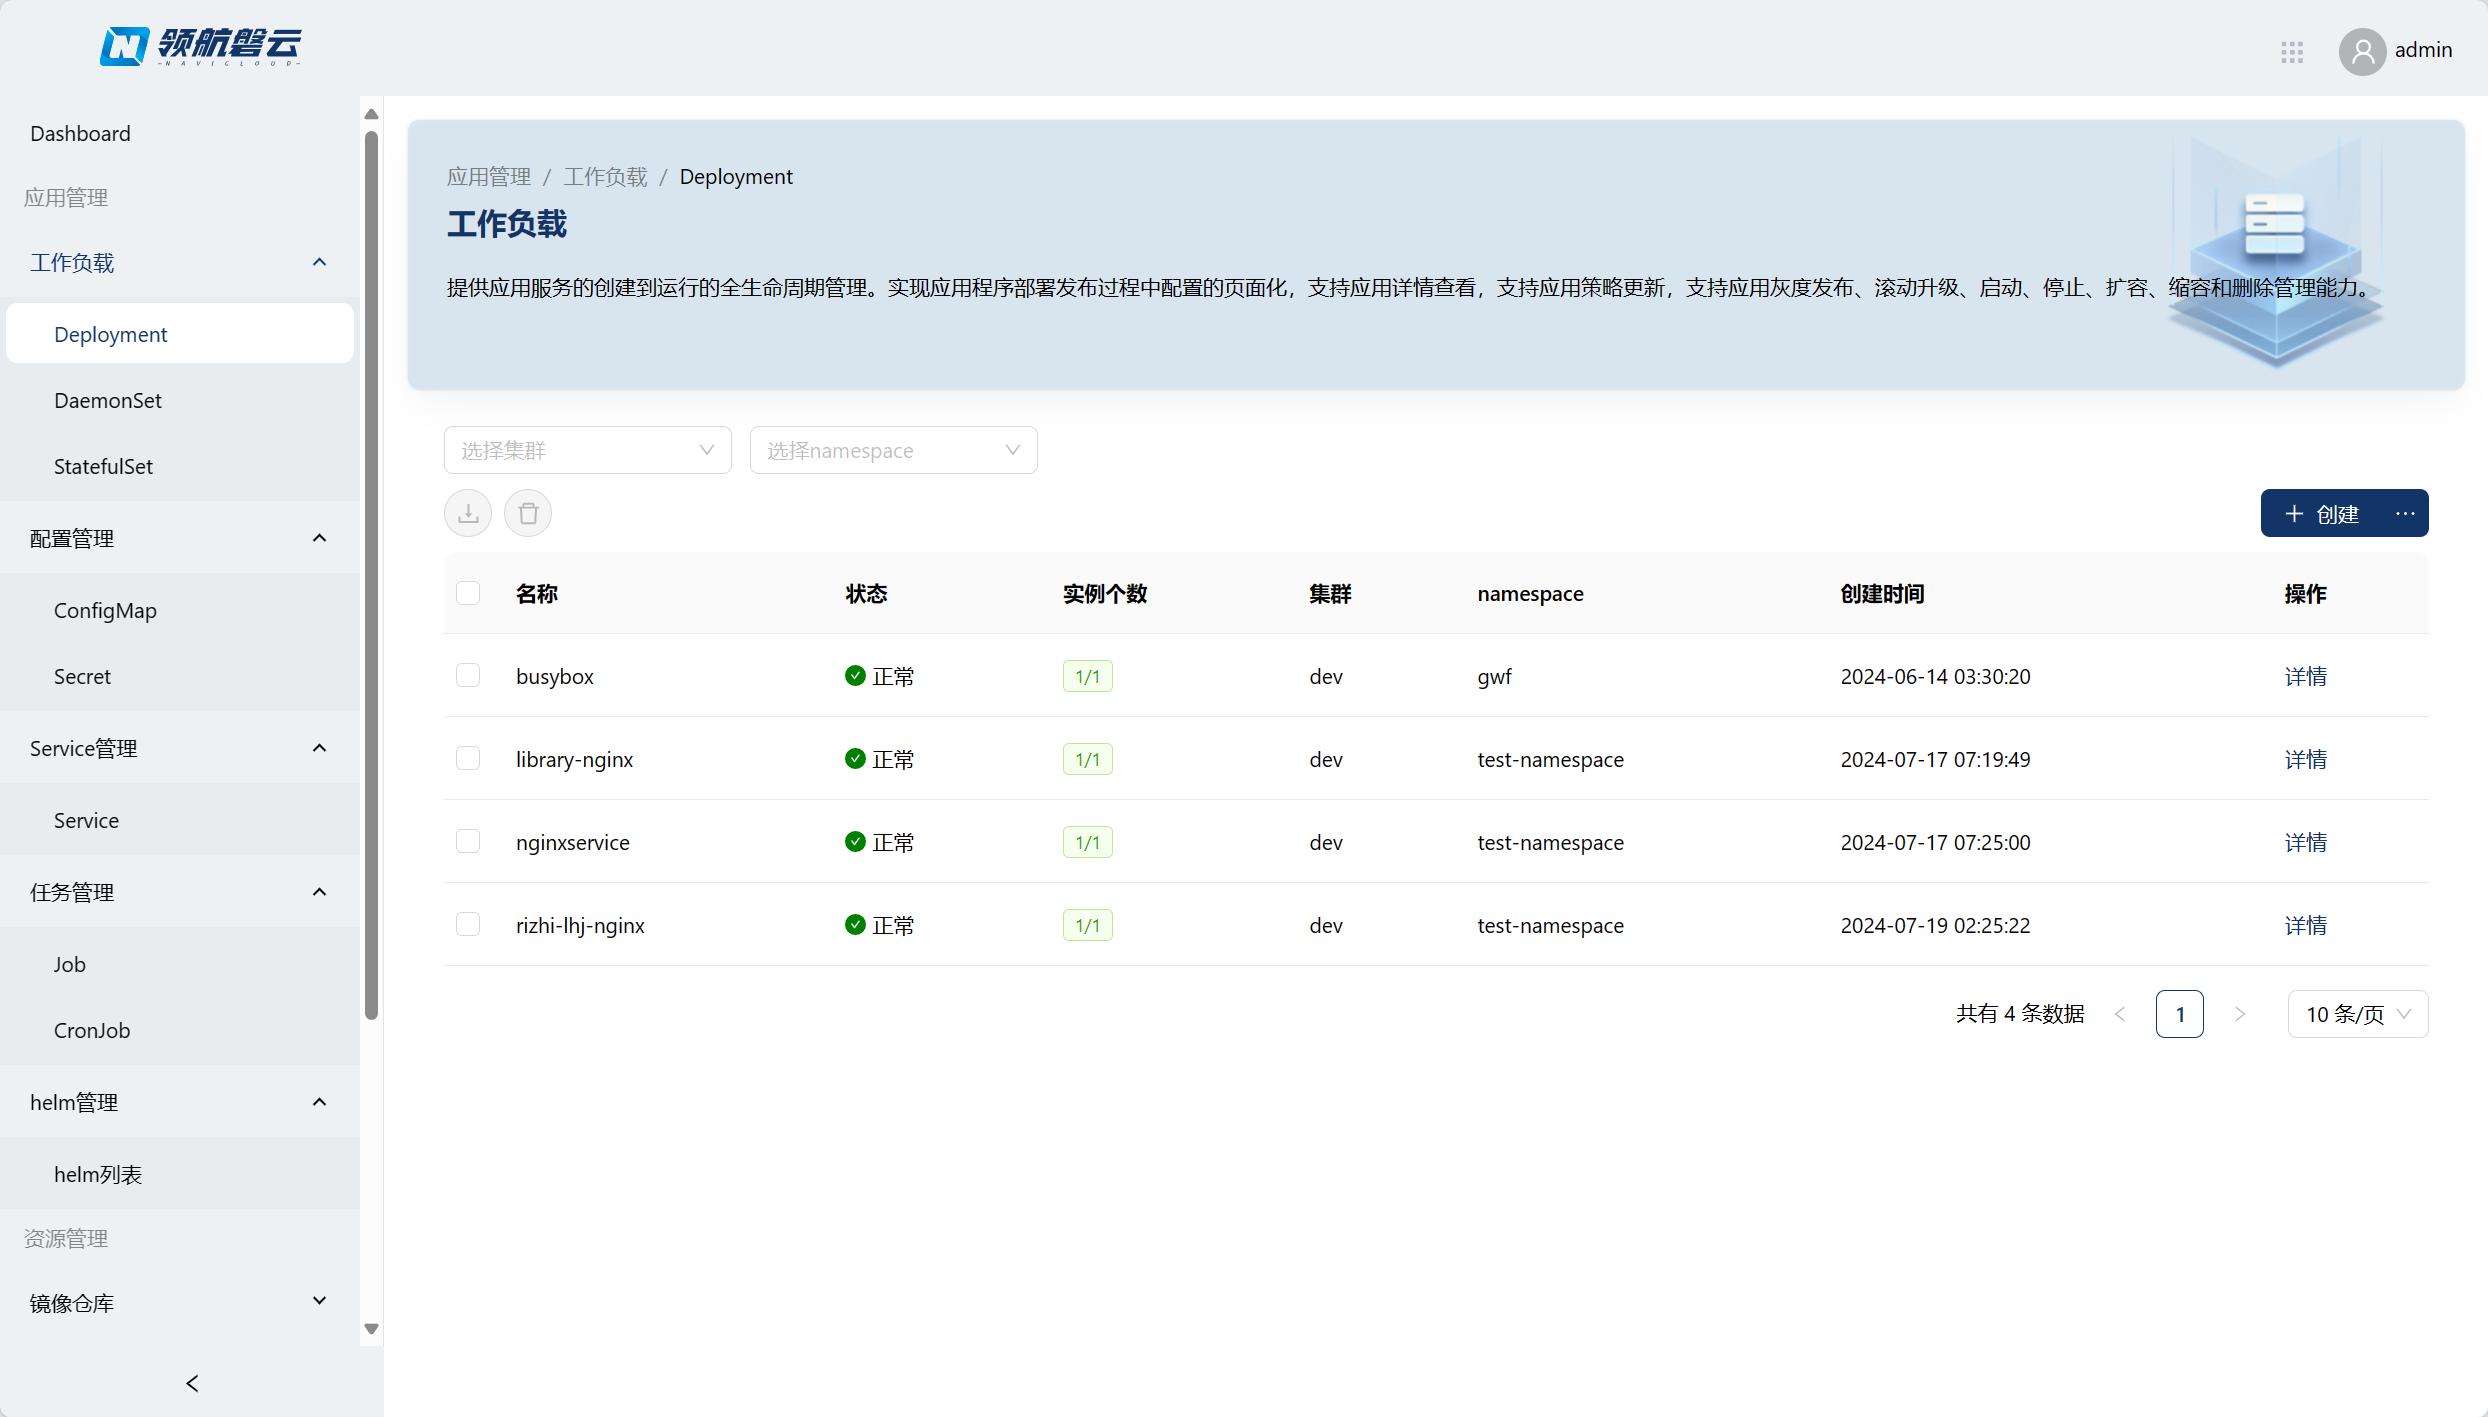 领航磐云
-NAVICLOUD-
admin
Dashboard
应用管理
工作负载
Deployment
DaemonSet
StatefulSet
配置管理
ConfigMap
Secret
Service管理
Service
任务管理
Job
CronJob
helm管理
helm列表
资源管理
镜像仓库
应用管理 / 工作负载 / Deployment
工作负载
提供应用服务的创建到运行的全生命周期管理。实现应用程序部署发布过程中配置的页面化，支持应用详情查看，支持应用策略更新，支持应用灰度发布、滚动升级、启动、停止、扩容、缩容和删除管理能力。
选择集群 选择namespace
+ 创建 ···
名称 状态 实例个数 集群 namespace 创建时间 操作
busybox 正常 1/1 dev gwf 2024-06-14 03:30:20 详情
library-nginx 正常 1/1 dev test-namespace 2024-07-17 07:19:49 详情
nginxservice 正常 1/1 dev test-namespace 2024-07-17 07:25:00 详情
rizhi-lhj-nginx 正常 1/1 dev test-namespace 2024-07-19 02:25:22 详情
共有 4 条数据 < 1 > 10 条/页